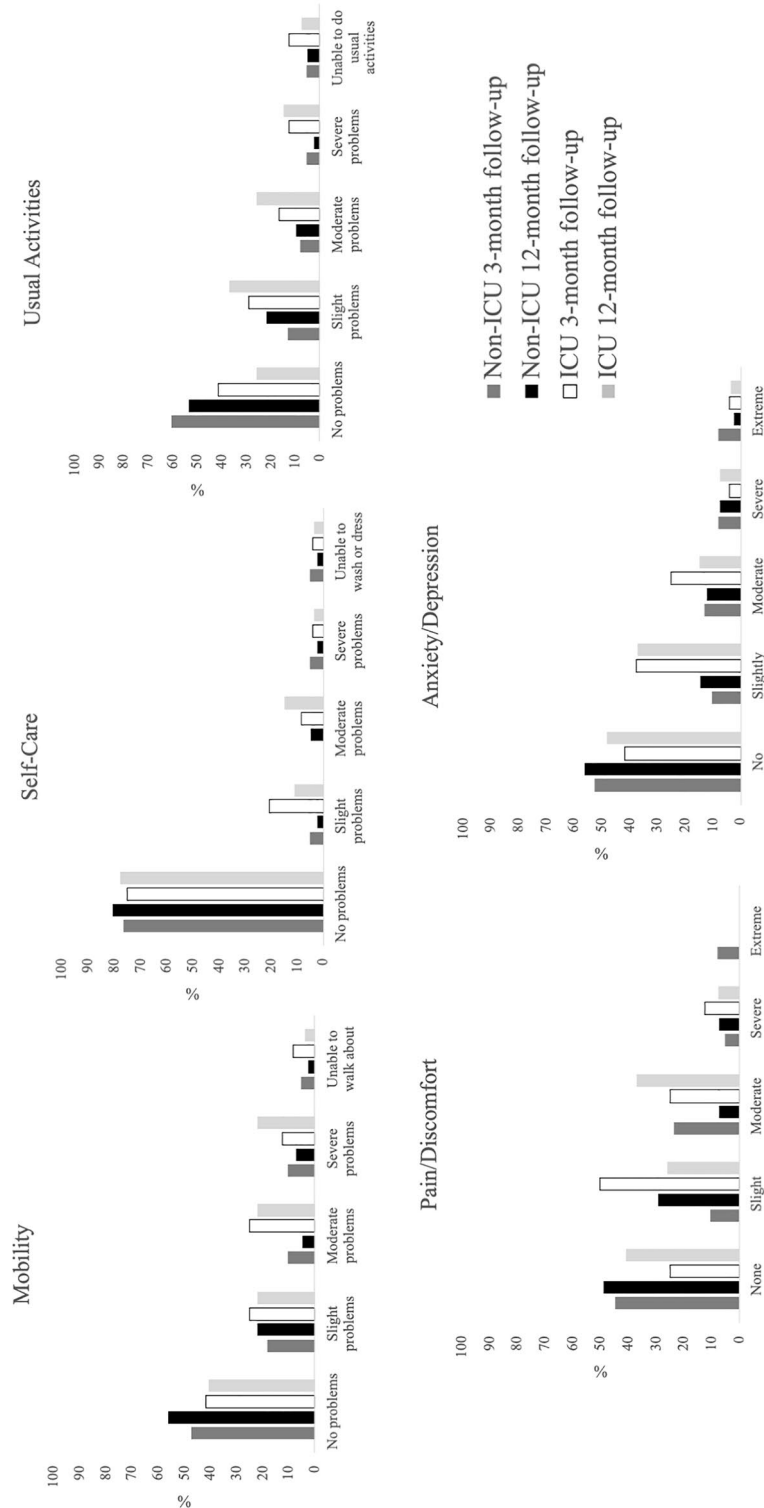 Mobility
%
100
90
80
70
60
50
40
30
20
10
0
No problems
Slight
problems
Moderate
problems
Severe
problems
Unable to
walk about
Self-Care
%
100
90
80
70
60
50
40
30
20
10
0
No problems
Slight
problems
Moderate
problems
Severe
problems
Unable to
wash or dress
Usual Activities
%
100
90
80
70
60
50
40
30
20
10
0
No problems
Slight
problems
Moderate
problems
Severe
problems
Unable to do
usual
activities
Pain/Discomfort
%
100
90
80
70
60
50
40
30
20
10
0
None
Slight
Moderate
Severe
Extreme
Anxiety/Depression
%
100
90
80
70
60
50
40
30
20
10
0
No
Slightly
Moderate
Severe
Extreme
Non-ICU 3-month follow-up
Non-ICU 12-month follow-up
ICU 3-month follow-up
ICU 12-month follow-up